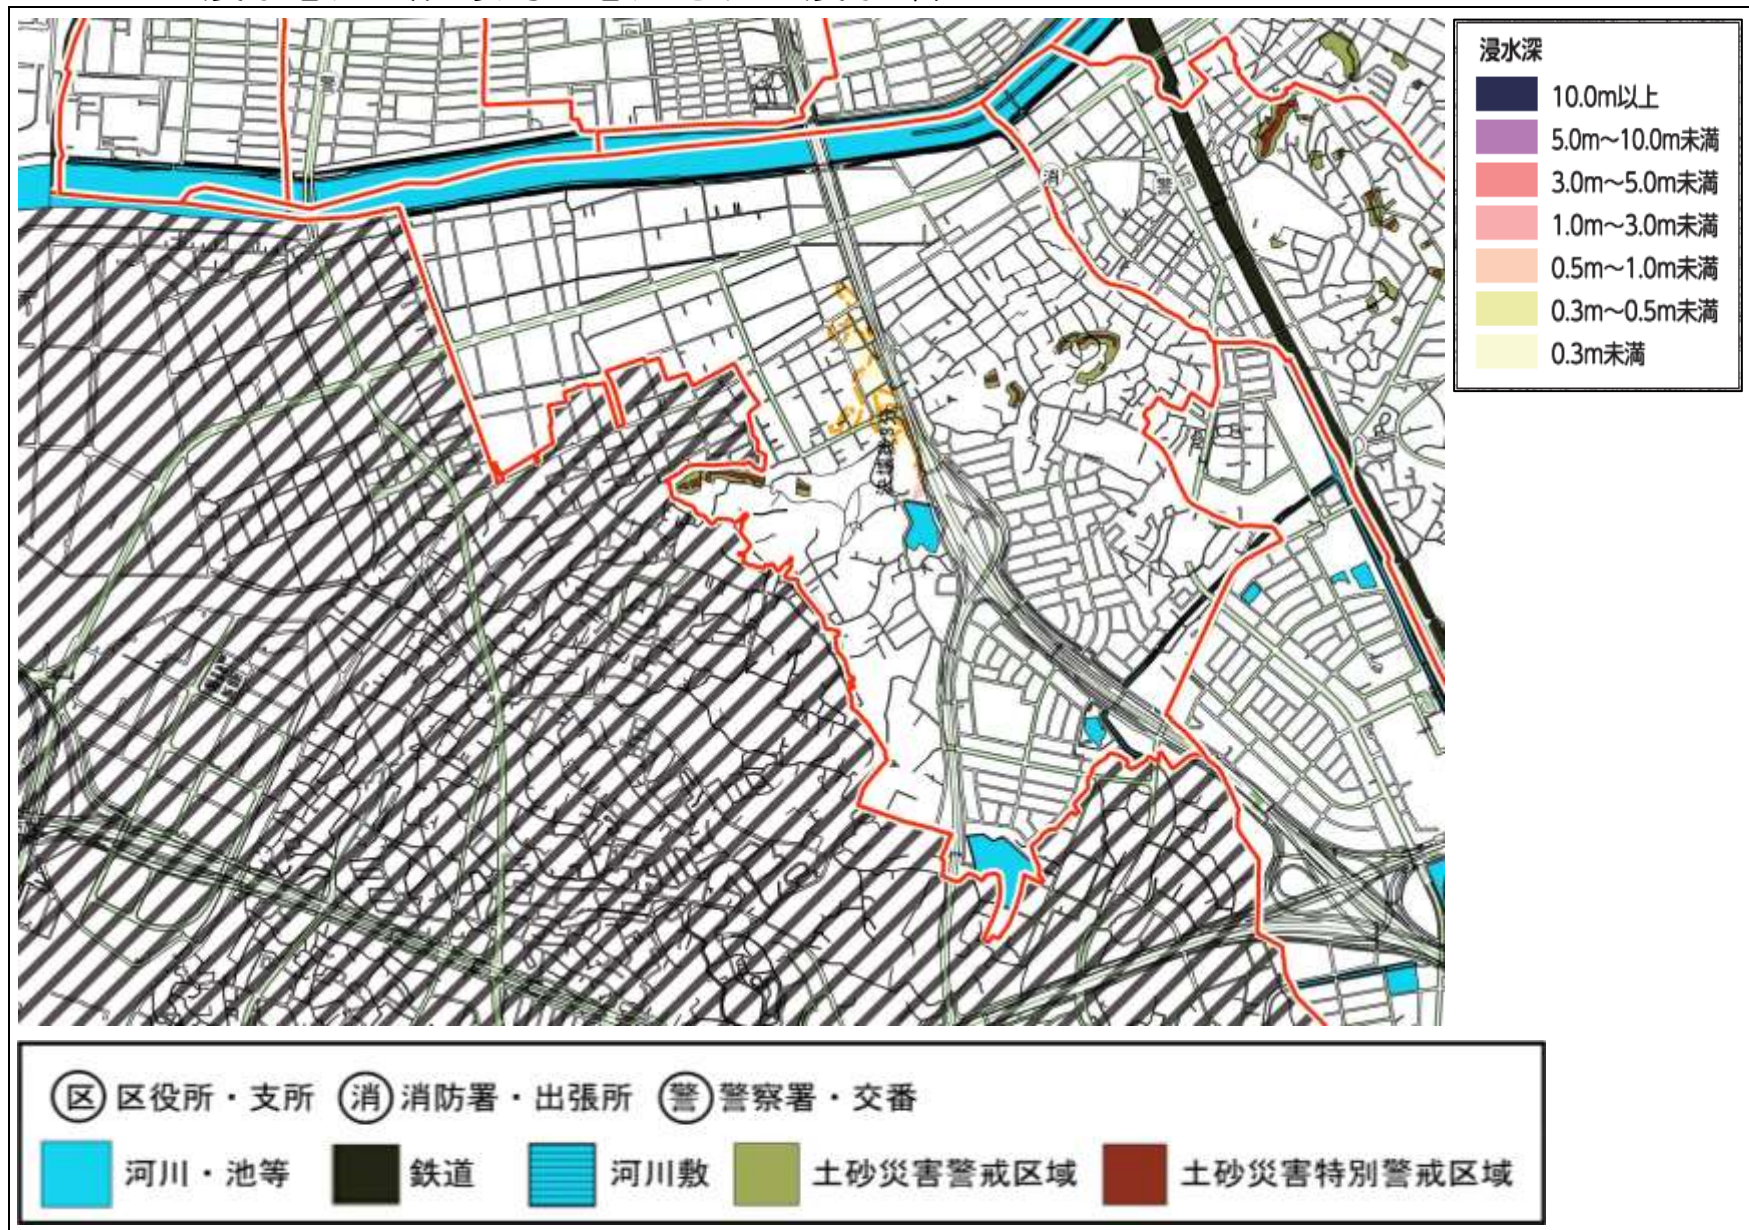 浸水深
10.0m以上
5.0m～10.0m未満
3.0m～5.0m未満
1.0m～3.0m未満
0.5m～1.0m未満
0.3m～0.5m未満
0.3m未満
消
警
区 区役所・支所 消 消防署・出張所 警 警察署・交番
河川・池等 鉄道 河川敷 土砂災害警戒区域 土砂災害特別警戒区域